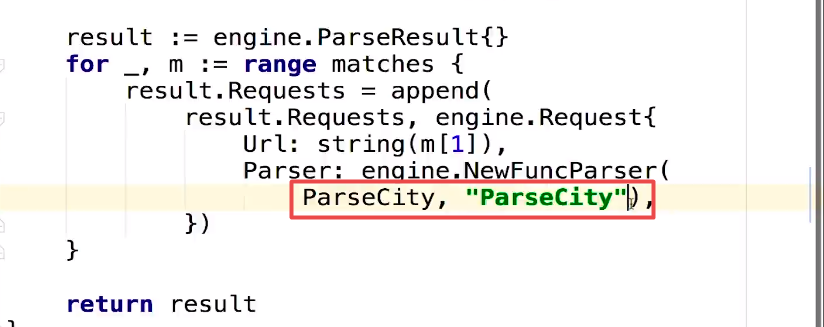 result := engine.ParseResult{}
for _, m := range matches {
result.Requests = append(
result.Requests, engine.Request{
Url: string(m[1]),
Parser: engine.NewFuncParser(
ParseCity, "ParseCity"),
})
}
return result
}